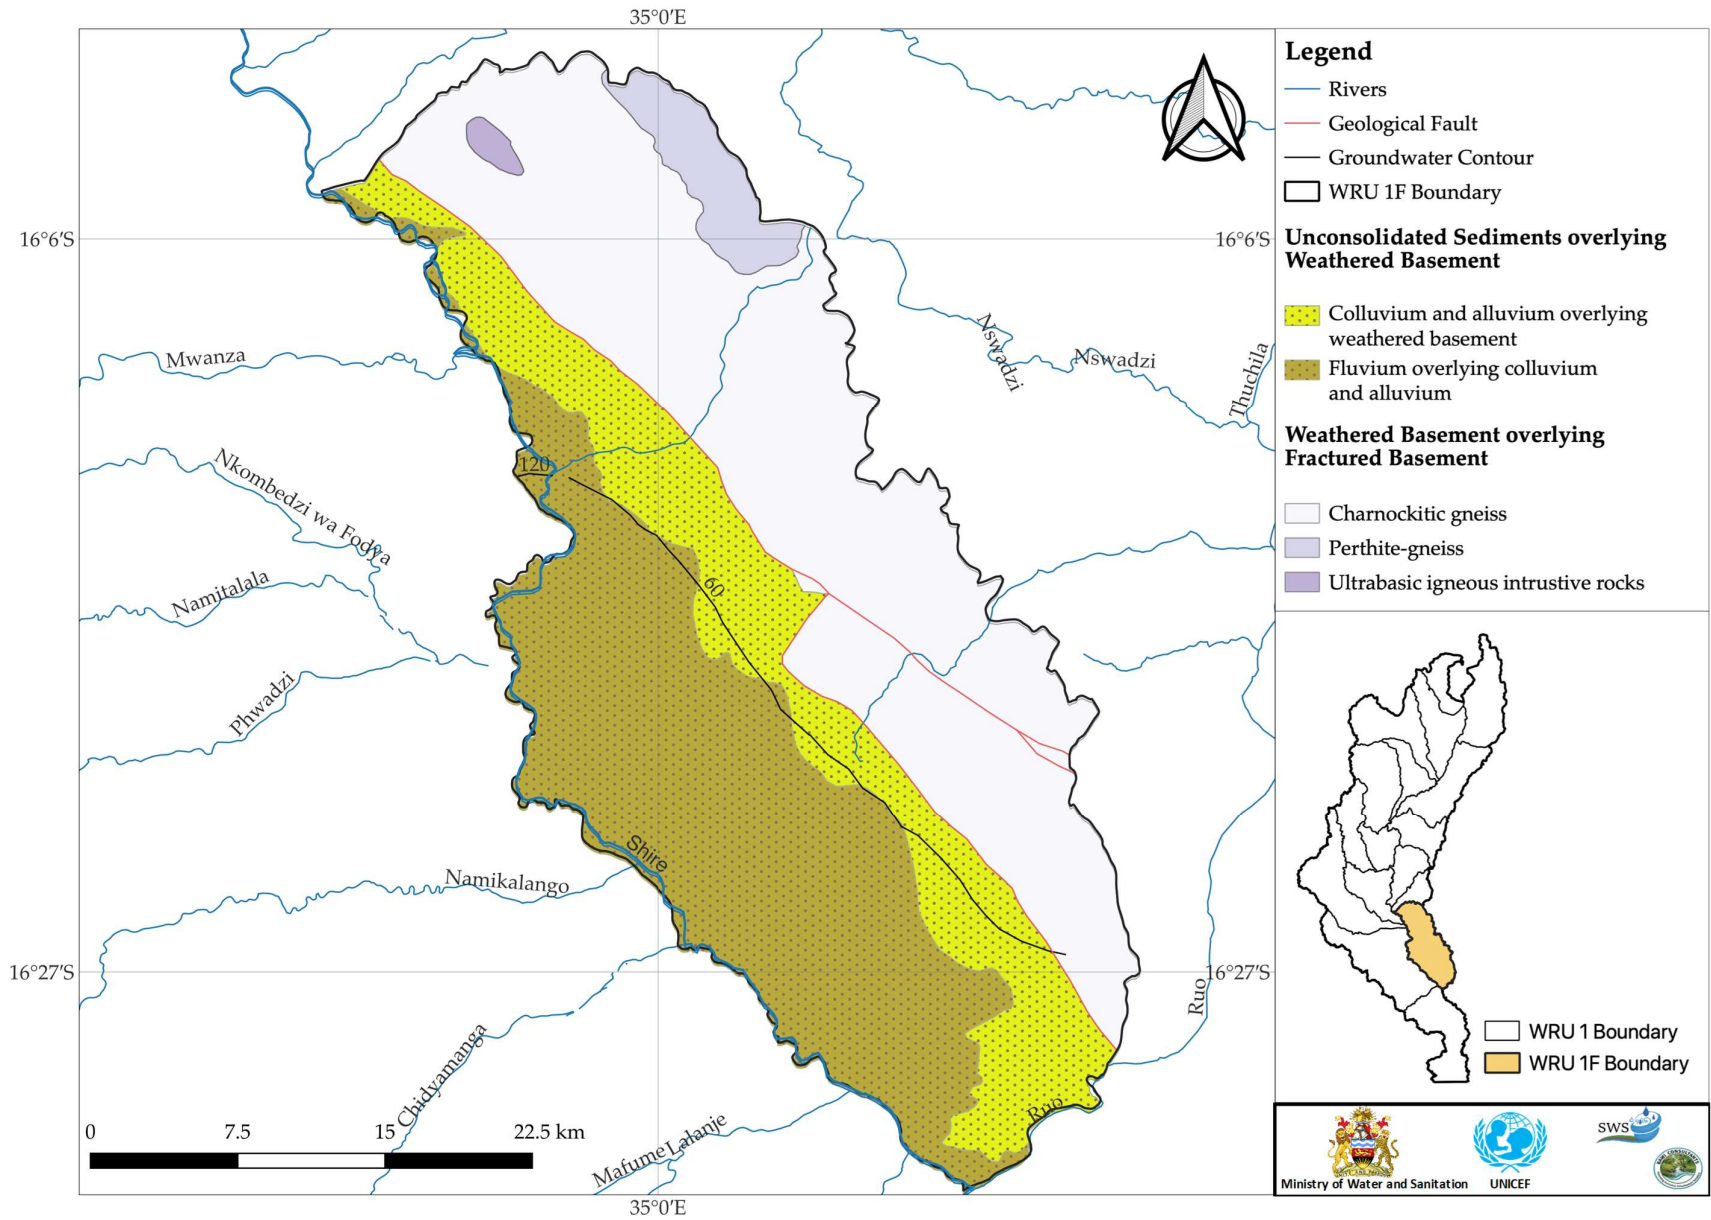 35°0′E
Legend
Rivers
Geological Fault
Groundwater Contour
WRU 1F Boundary
Unconsolidated Sediments overlying
Weathered Basement
Colluvium and alluvium overlying
weathered basement
Fluvium overlying colluvium
and alluvium
Weathered Basement overlying
Fractured Basement
Charnockitic gneiss
Perthite-gneiss
Ultrabasic igneous intrustive rocks
16°6′S
16°6′S
Mwanza
Nswadzi
Nswadzi
Thuchila
120
Nkombedzi wa Fodya
Namitalala
60
Phwadzi
Shire
Namikalango
16°27′S
16°27′S
Ruo
Chidyamanga
Ruo
Mafume Lalanje
0 7.5 15 22.5 km
35°0′E
WRU 1 Boundary
WRU 1F Boundary
Ministry of Water and Sanitation
UNICEF
SWS